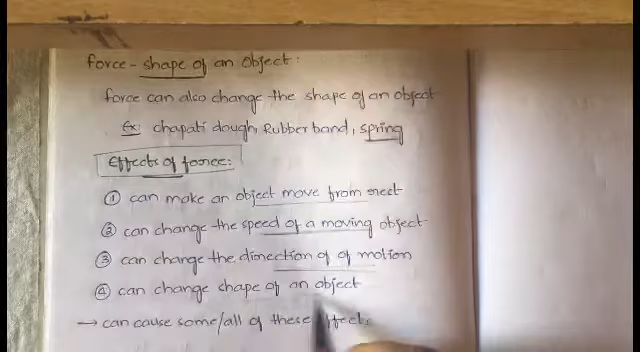 force - shape of an object:
force can also change the shape of an object
Ex: chapati dough, Rubber band, spring
Effects of force:
① can make an object move from rest
② can change the speed of a moving object
③ can change the direction of of motion
④ can change shape of an object
→ can cause some/all of these effects